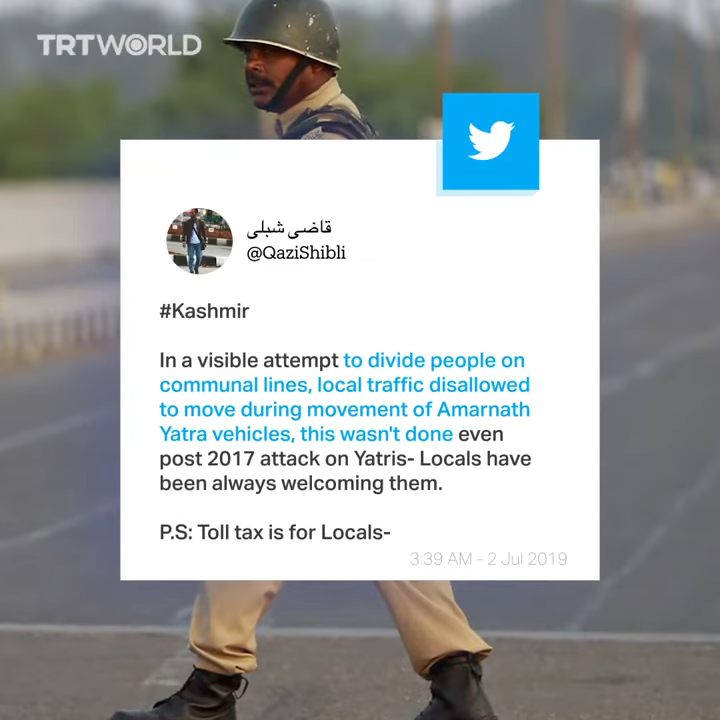 TRTWORLD
قاضی شبلی
@QaziShibli
#Kashmir
In a visible attempt to divide people on
communal lines, local traffic disallowed
to move during movement of Amarnath
Yatra vehicles, this wasn't done even
post 2017 attack on Yatris- Locals have
been always welcoming them.
P.S: Toll tax is for Locals-
3:39 AM - 2 Jul 2019